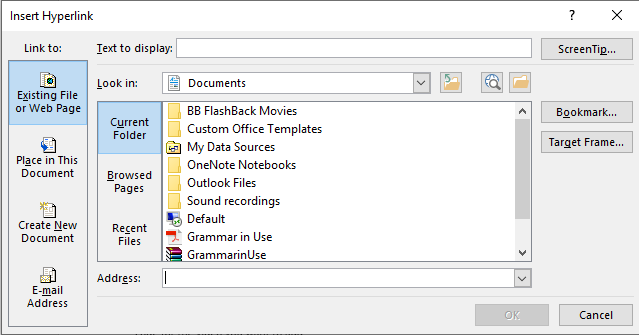 Insert Hyperlink
?
Link to:
Text to display:
ScreenTip...
Existing File
or Web Page
Look in:
Documents
Current
Folder
BB FlashBack Movies
Custom Office Templates
My Data Sources
OneNote Notebooks
Outlook Files
Sound recordings
Default
Grammar in Use
GrammarinUse
Bookmark...
Target Frame...
Place in This
Document
Browsed
Pages
Create New
Document
Recent
Files
E-mail
Address
Address:
OK
Cancel